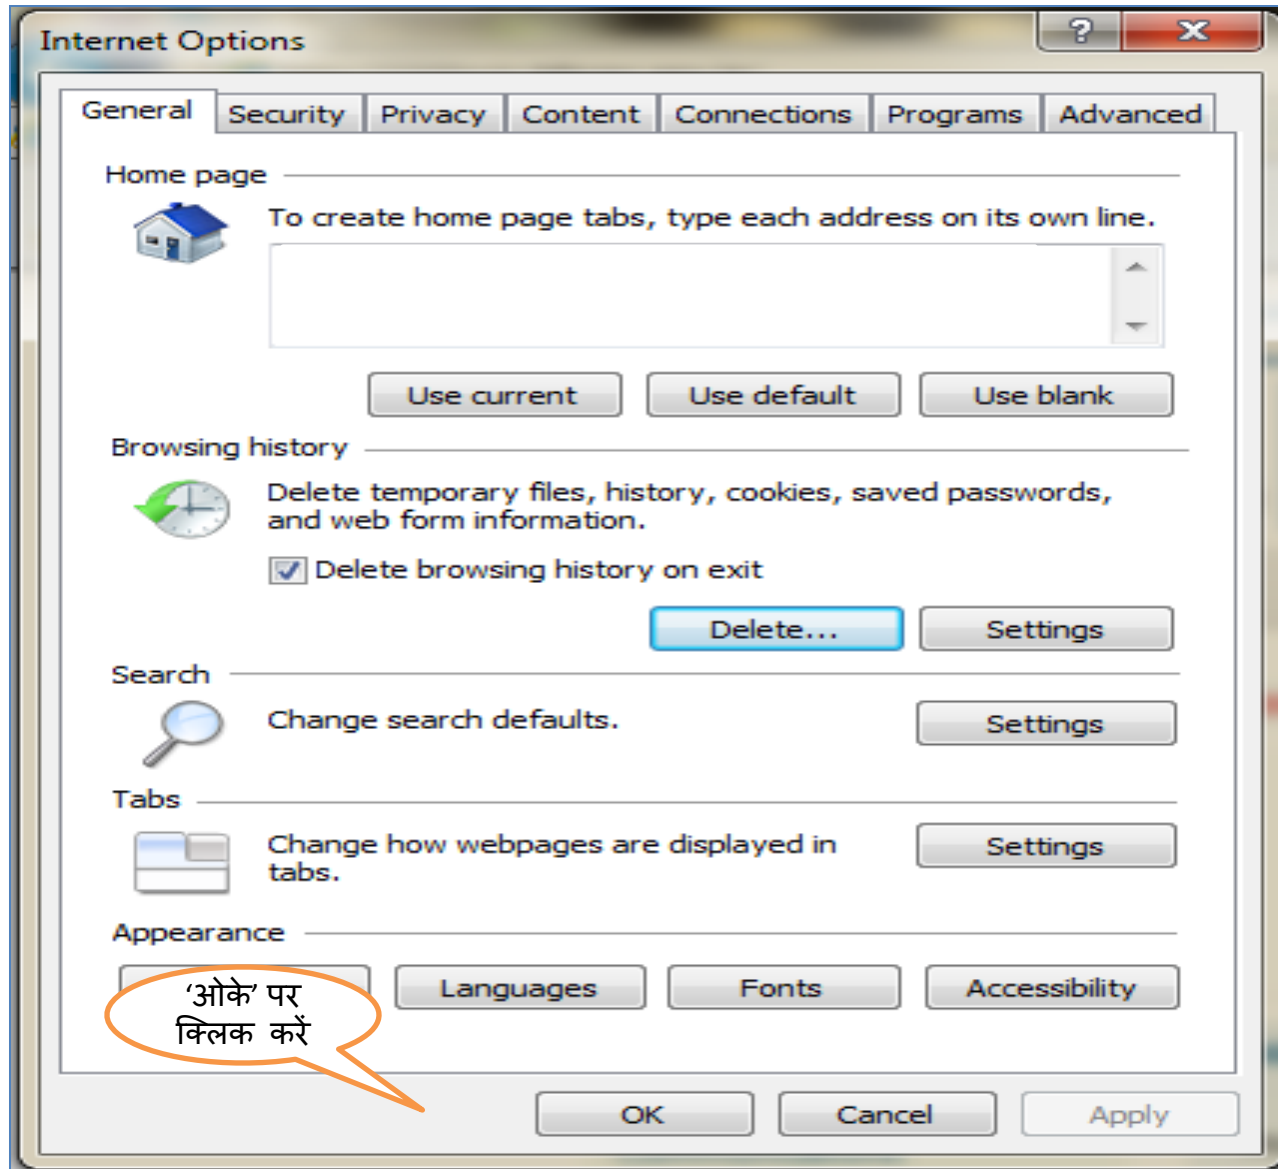 Internet Options
?
General Security Privacy Content Connections Programs Advanced
Home page
To create home page tabs, type each address on its own line.
Use current Use default Use blank
Browsing history
Delete temporary files, history, cookies, saved passwords,
and web form information.
Delete browsing history on exit
Delete... Settings
Search
Change search defaults. Settings
Tabs
Change how webpages are displayed in
tabs.
Settings
Appearance
Languages Fonts Accessibility
‘ओके’ पर
क्लिक करें
OK Cancel Apply